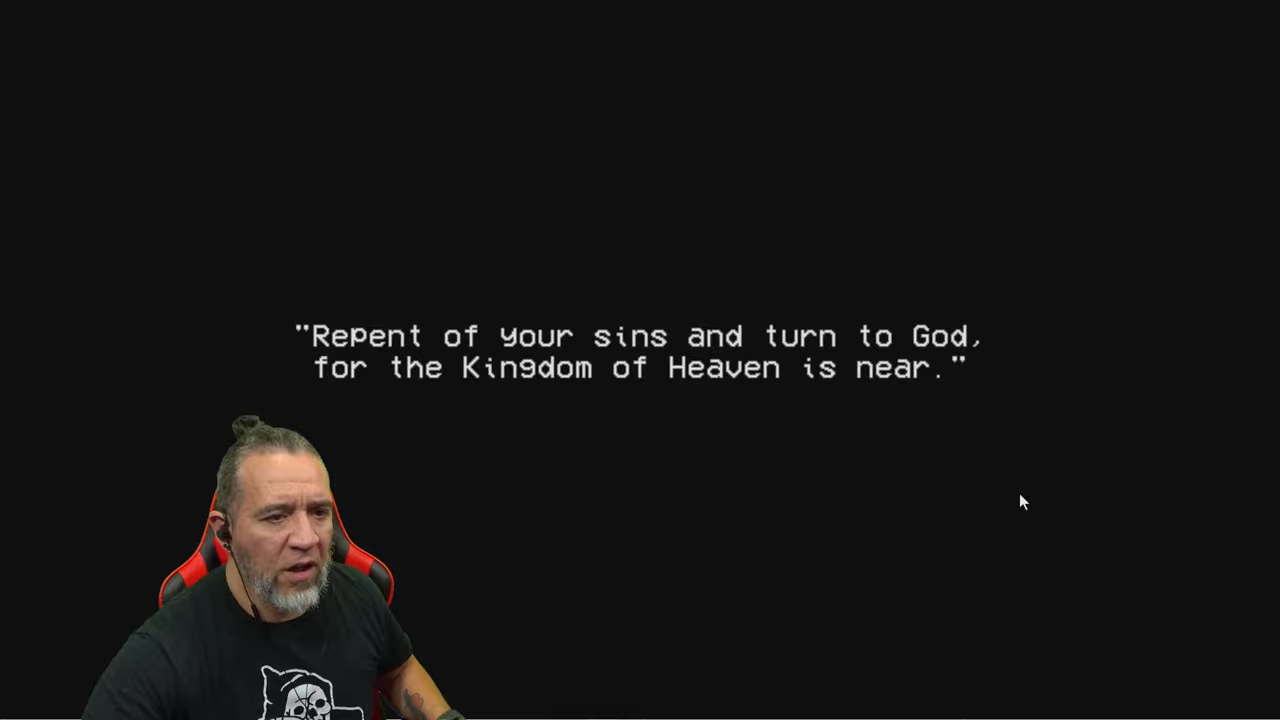 "Repent of your sins and turn to God,
for the Kingdom of Heaven is near."